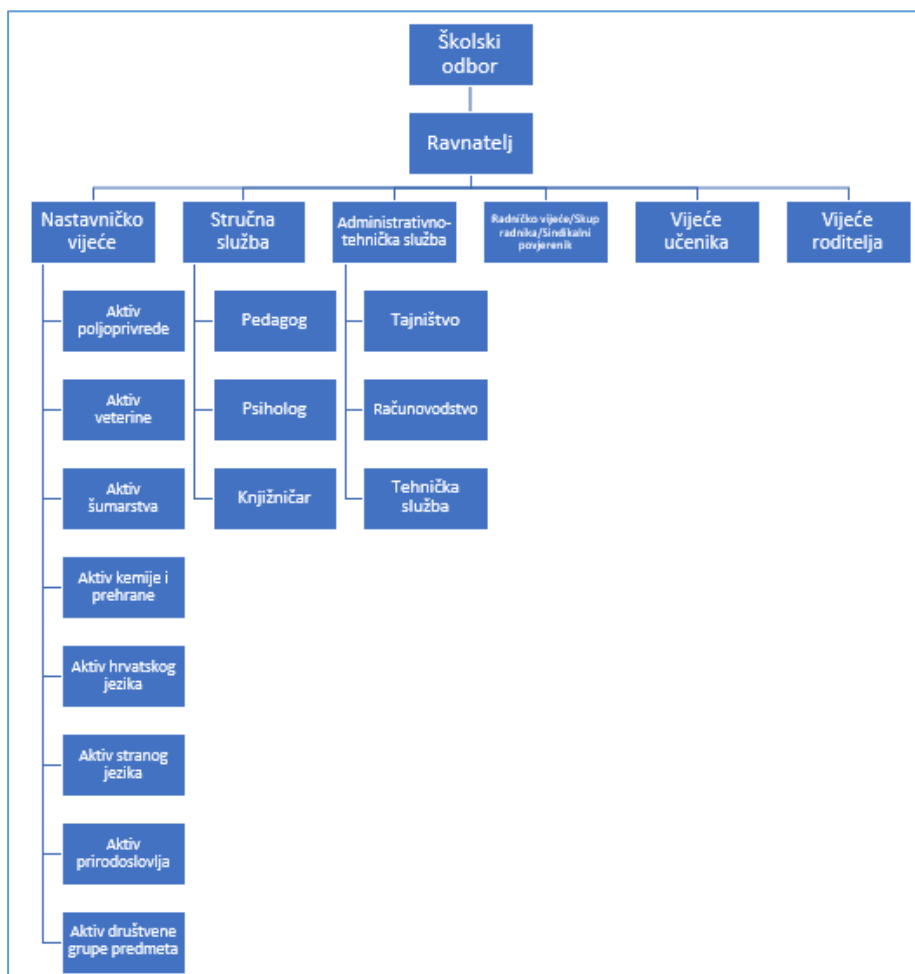 Školski
odbor
Ravnatelj
Nastavničko
vijeće
Stručna
služba
Administrativno-
tehnička služba
Radničko vijeće/Skup
radnika/Sindikalni
povjerenik
Vijeće
učenika
Vijeće
roditelja
Aktiv
poljoprivrede
Aktiv
veterine
Aktiv
šumarstva
Aktiv kemije i
prehrane
Aktiv hrvatskog
jezika
Aktiv stranog
jezika
Aktiv
prirodoslovlja
Aktiv društvene
grupe predmeta
Pedagog
Psiholog
Knjižničar
Tajništvo
Računovodstvo
Tehnička
služba